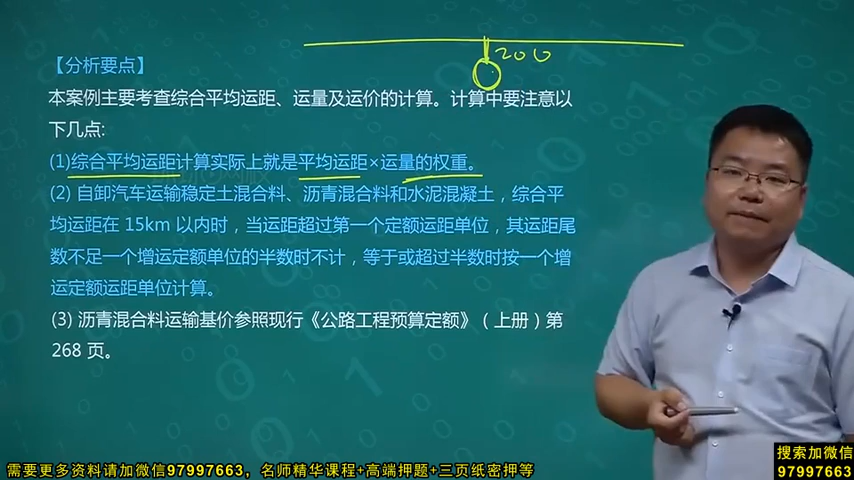 200
【分析要点】
本案例主要考查综合平均运距、运量及运价的计算。计算中要注意以
下几点:
(1)综合平均运距计算实际上就是平均运距×运量的权重。
(2) 自卸汽车运输稳定土混合料、沥青混合料和水泥混凝土，综合平
均运距在 15km 以内时，当运距超过第一个定额运距单位，其运距尾
数不足一个增运定额单位的半数时不计，等于或超过半数时按一个增
运定额运距单位计算。
(3) 沥青混合料运输基价参照现行《公路工程预算定额》（上册）第
268 页。
搜索加微信
97997663
需要更多资料请加微信97997663，名师精华课程+高端押题+三页纸密押等